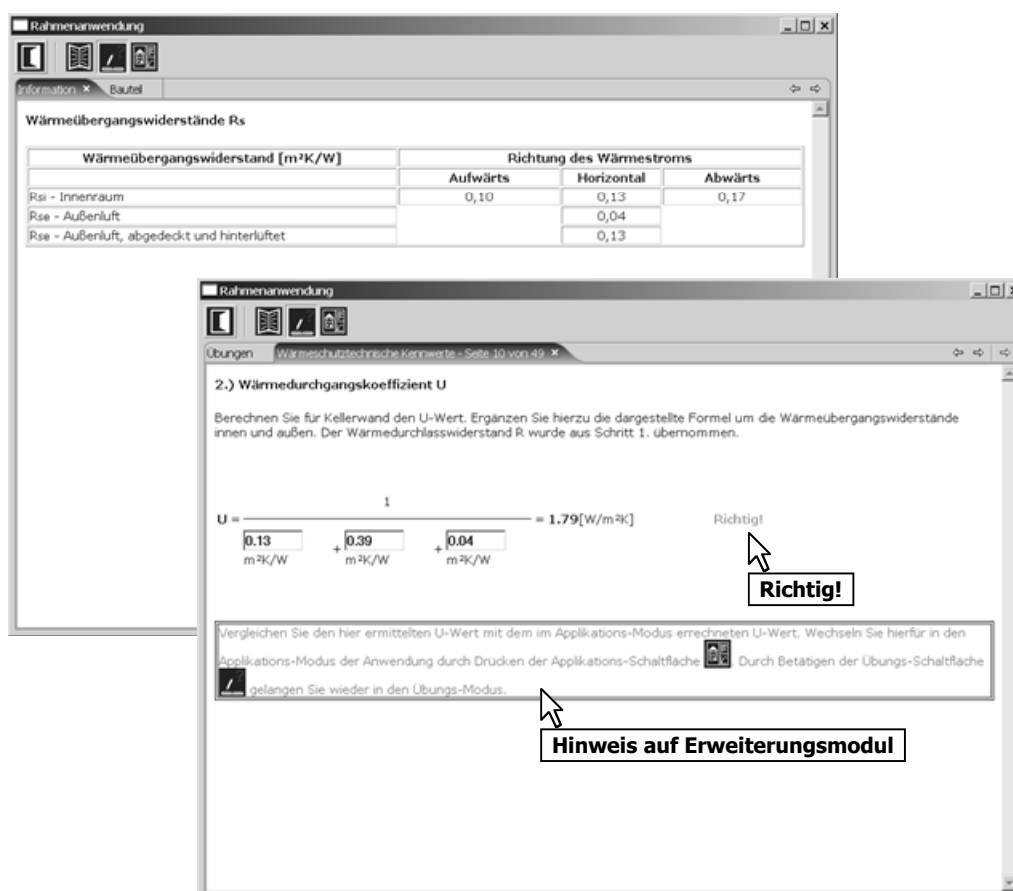 Rahmenanwendung
Information × Bauteil
Wärmeübergangswiderstände Rs
Wärmeübergangswiderstand [m²K/W] Richtung des Wärmestroms
Aufwärts Horizontal Abwärts
Rsi - Innenraum 0,10 0,13 0,17
Rse - Außenluft 0,04
Rse - Außenluft, abgedeckt und hinterlüftet 0,13
Rahmenanwendung
Übungen Wärmeschutztechnische Kennwerte - Seite 10 von 49 ×
2.) Wärmedurchgangskoeffizient U
Berechnen Sie für Kellerwand den U-Wert. Ergänzen Sie hierzu die dargestellte Formel um die Wärmeübergangswiderstände
innen und außen. Der Wärmedurchlasswiderstand R wurde aus Schritt 1. übernommen.
1
U = = 1.79[W/m²K] Richtig!
0.13 + 0.39 + 0.04
m²K/W m²K/W m²K/W
Richtig!
Vergleichen Sie den hier ermittelten U-Wert mit dem im Applikations-Modus errechneten U-Wert. Wechseln Sie hierfür in den
Applikations-Modus der Anwendung durch Drücken der Applikations-Schaltfläche . Durch Betätigen der Übungs-Schaltfläche
gelangen Sie wieder in den Übungs-Modus.
Hinweis auf Erweiterungsmodul